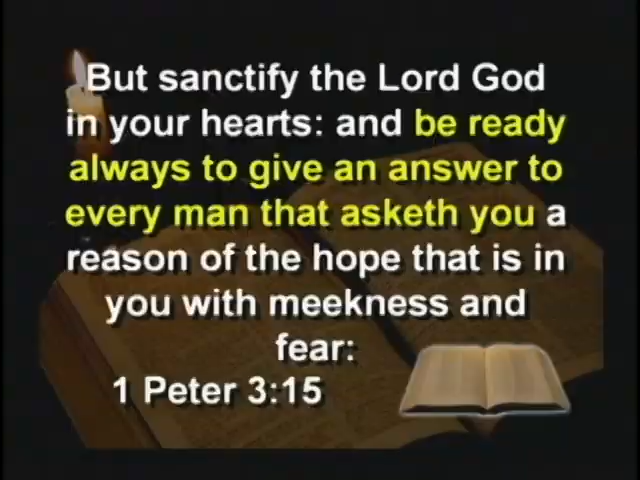 But sanctify the Lord God
in your hearts: and be ready
always to give an answer to
every man that asketh you a
reason of the hope that is in
you with meekness and
fear:
1 Peter 3:15